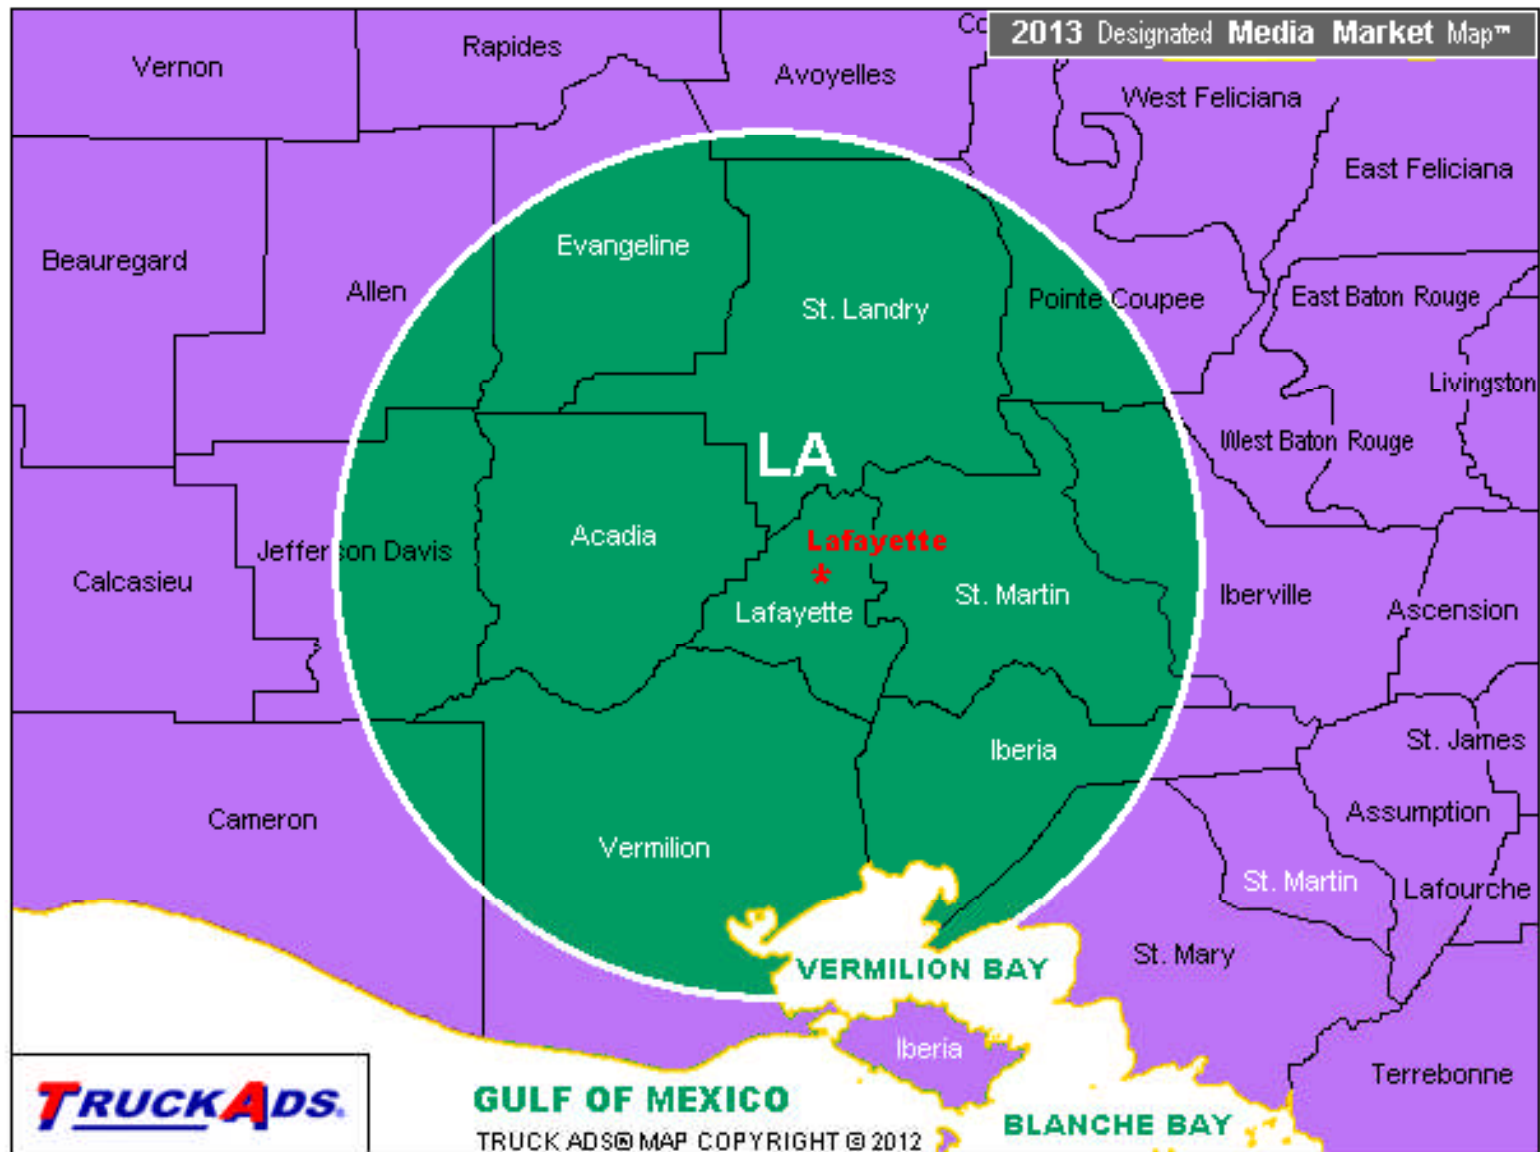 Co
2013 Designated Media Market Map™
Vernon
Rapides
Avoyelles
West Feliciana
East Feliciana
Beauregard
Allen
Evangeline
St. Landry
Pointe Coupee
East Baton Rouge
Livingston
LA
West Baton Rouge
Calcasieu
Jefferson Davis
Acadia
Lafayette
*
Lafayette
St. Martin
Iberville
Ascension
St. James
Cameron
Vermilion
Iberia
Assumption
St. Martin
Lafourche
VERMILION BAY
St. Mary
Iberia
Terrebonne
TRUCKADS®
GULF OF MEXICO
BLANCHE BAY
TRUCK ADS® MAP COPYRIGHT © 2012